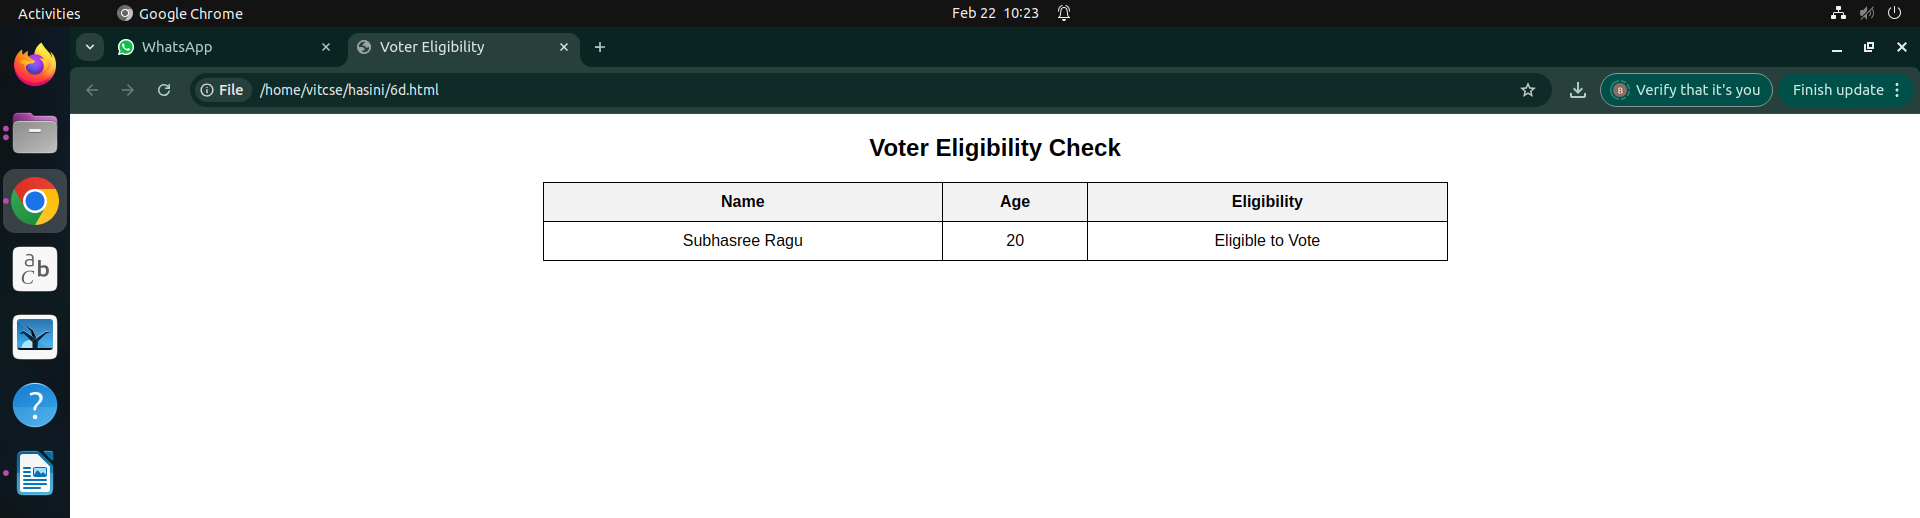 Activities Google Chrome Feb 22 10:23
WhatsApp Voter Eligibility
File /home/vitcse/hasini/6d.html B Verify that it's you Finish update
Voter Eligibility Check
Name Age Eligibility
Subhasree Ragu 20 Eligible to Vote